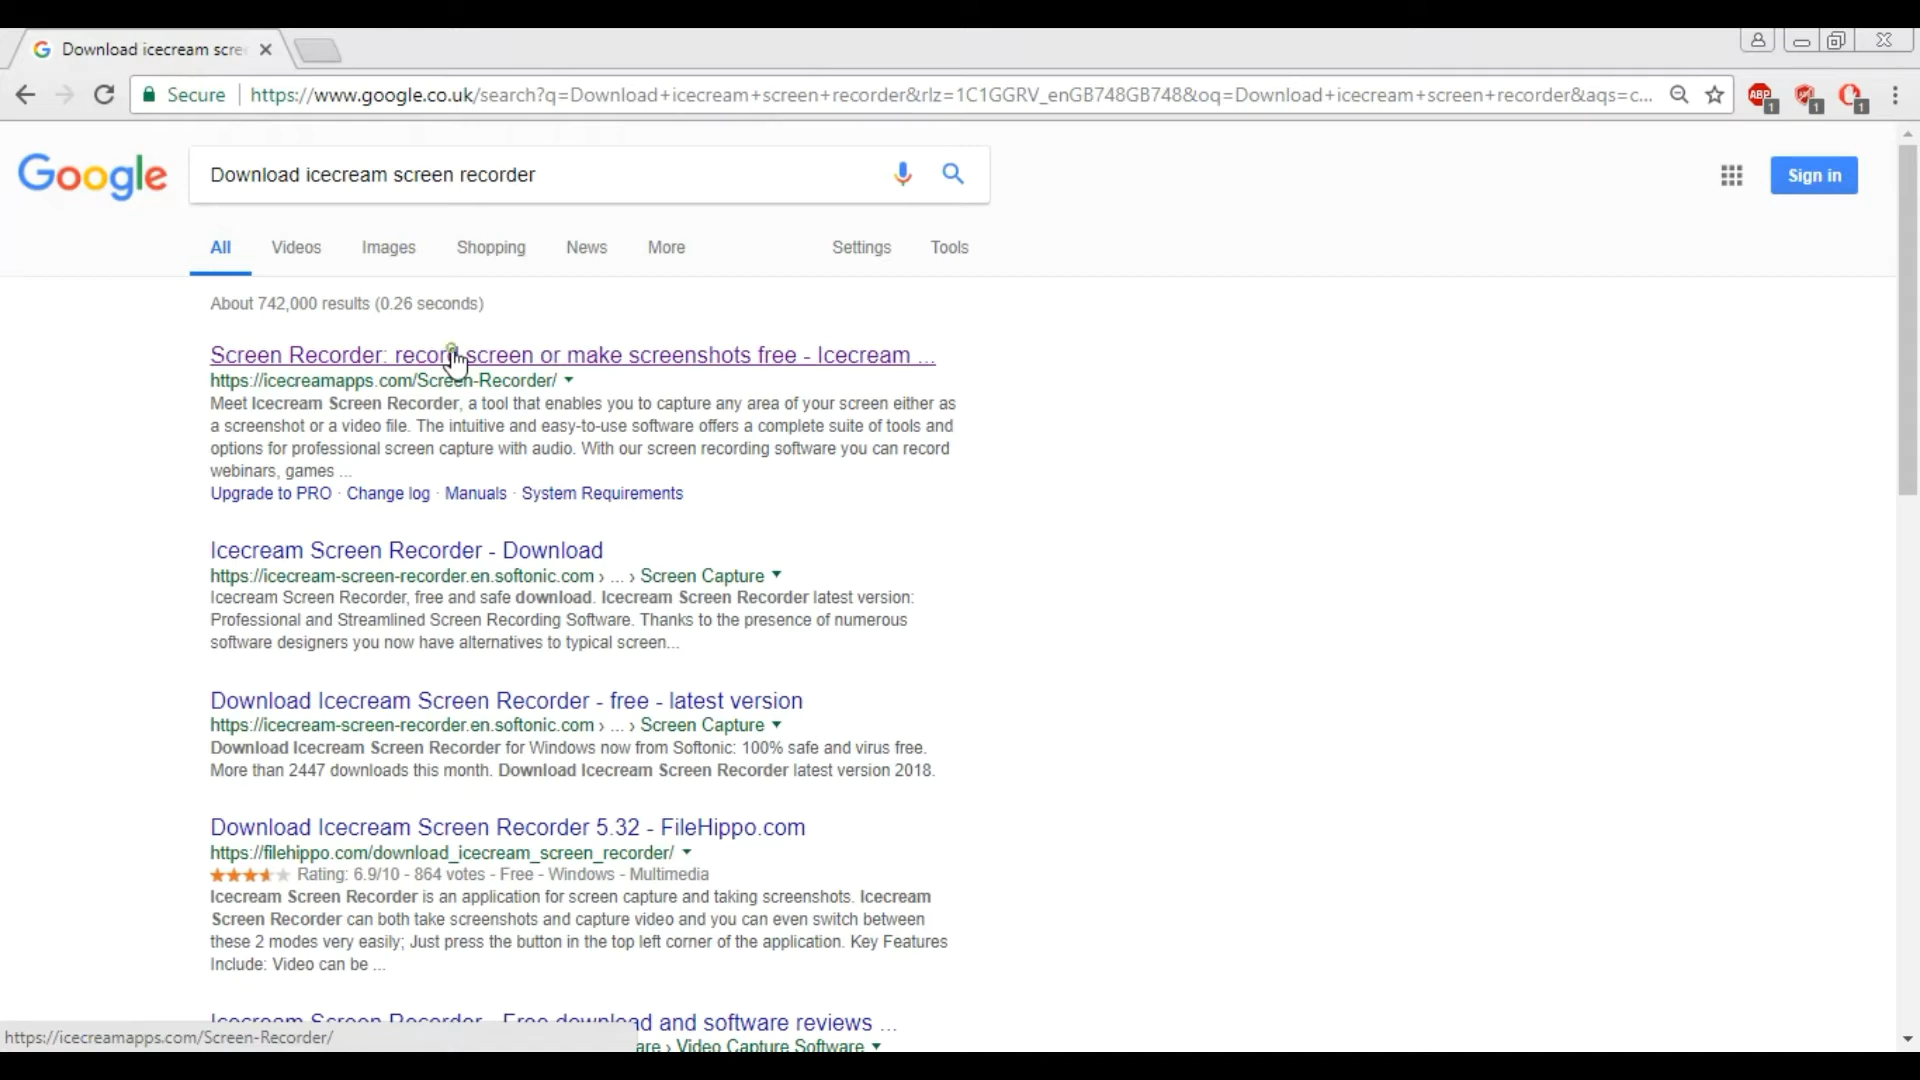 Download icecream scre
Secure
https://www.google.co.uk/search?q=Download+icecream+screen+recorder&rlz=1C1GGRV_enGB748GB748&oq=Download+icecream+screen+recorder&aqs=c...
ABP 1
1
1
Google
Download icecream screen recorder
Sign in
All Videos Images Shopping News More Settings Tools
About 742,000 results (0.26 seconds)
Screen Recorder: record screen or make screenshots free - Icecream ...
https://icecreamapps.com/Screen-Recorder/
Meet Icecream Screen Recorder, a tool that enables you to capture any area of your screen either as
a screenshot or a video file. The intuitive and easy-to-use software offers a complete suite of tools and
options for professional screen capture with audio. With our screen recording software you can record
webinars, games ...
Upgrade to PRO · Change log · Manuals · System Requirements
Icecream Screen Recorder - Download
https://icecream-screen-recorder.en.softonic.com › ... › Screen Capture
Icecream Screen Recorder, free and safe download. Icecream Screen Recorder latest version:
Professional and Streamlined Screen Recording Software. Thanks to the presence of numerous
software designers you now have alternatives to typical screen...
Download Icecream Screen Recorder - free - latest version
https://icecream-screen-recorder.en.softonic.com › ... › Screen Capture
Download Icecream Screen Recorder for Windows now from Softonic: 100% safe and virus free.
More than 2447 downloads this month. Download Icecream Screen Recorder latest version 2018.
Download Icecream Screen Recorder 5.32 - FileHippo.com
https://filehippo.com/download_icecream_screen_recorder/
Rating: 6.9/10 - 864 votes - Free - Windows - Multimedia
Icecream Screen Recorder is an application for screen capture and taking screenshots. Icecream
Screen Recorder can both take screenshots and capture video and you can even switch between
these 2 modes very easily; Just press the button in the top left corner of the application. Key Features
Include: Video can be ...
Icecream Screen Recorder - Free download and software reviews ...
are › Video Capture Software
https://icecreamapps.com/Screen-Recorder/